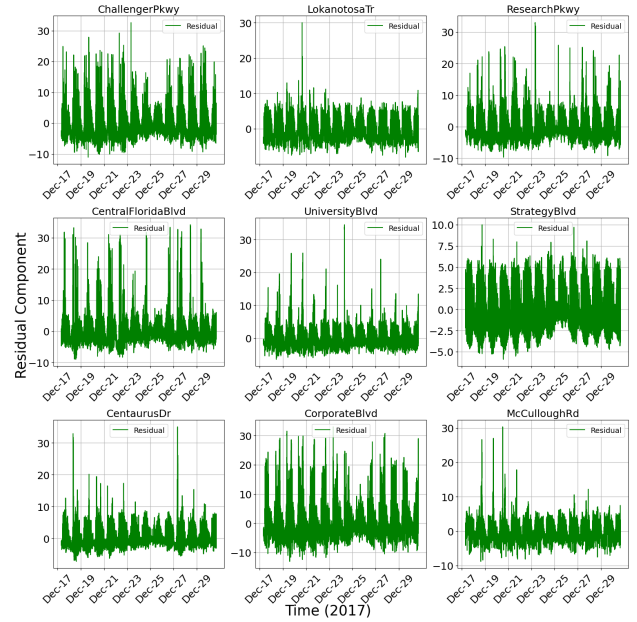 ChallengerPkwy
LokanotosaTr
ResearchPkwy
30
20
10
0
−10
Residual
30
20
10
0
Residual
30
20
10
0
−10
Residual
Dec-17
Dec-19
Dec-21
Dec-23
Dec-25
Dec-27
Dec-29
Dec-17
Dec-19
Dec-21
Dec-23
Dec-25
Dec-27
Dec-29
Dec-17
Dec-19
Dec-21
Dec-23
Dec-25
Dec-27
Dec-29
Residual Component
CentralFloridaBlvd
UniversityBlvd
StrategyBlvd
30
20
10
0
−10
Residual
30
20
10
0
Residual
10.0
7.5
5.0
2.5
0.0
−2.5
−5.0
Residual
Dec-17
Dec-19
Dec-21
Dec-23
Dec-25
Dec-27
Dec-29
Dec-17
Dec-19
Dec-21
Dec-23
Dec-25
Dec-27
Dec-29
Dec-17
Dec-19
Dec-21
Dec-23
Dec-25
Dec-27
Dec-29
CentaurusDr
CorporateBlvd
McCulloughRd
30
20
10
0
Residual
30
20
10
0
−10
Residual
30
20
10
0
−10
Residual
Dec-17
Dec-19
Dec-21
Dec-23
Dec-25
Dec-27
Dec-29
Dec-17
Dec-19
Dec-21
Dec-23
Dec-25
Dec-27
Dec-29
Dec-17
Dec-19
Dec-21
Dec-23
Dec-25
Dec-27
Dec-29
Time (2017)